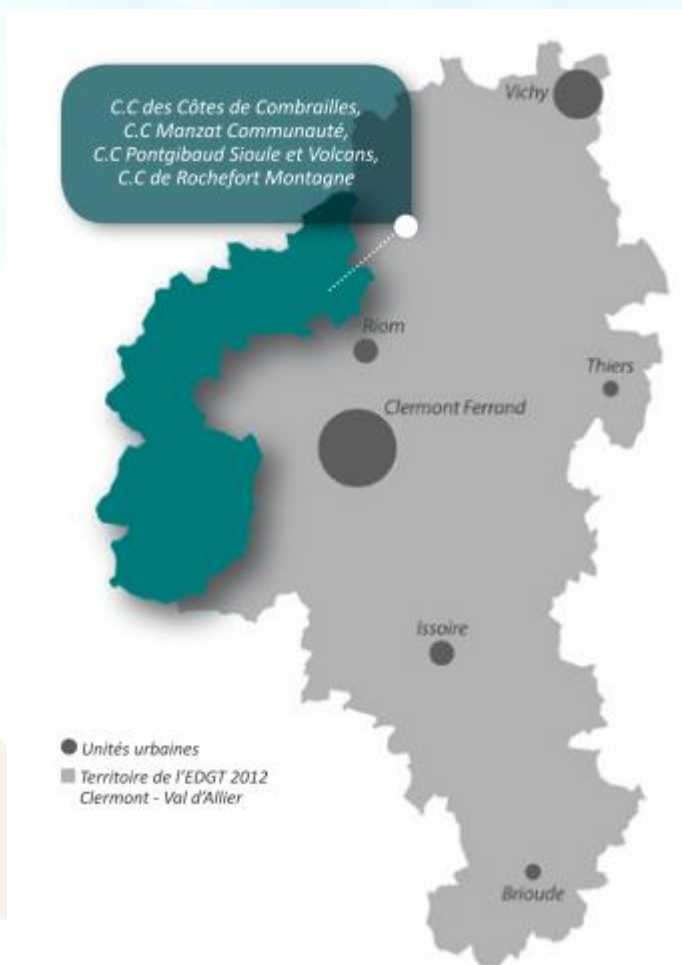 C.C des Côtes de Combrailles,
C.C Manzat Communauté,
C.C Pontgibaud Sioule et Volcans,
C.C de Rochefort Montagne
Vichy
Riom
Thiers
Clermont Ferrand
Issoire
Unités urbaines
Territoire de l'EDGT 2012
Clermont - Val d'Allier
Brioude